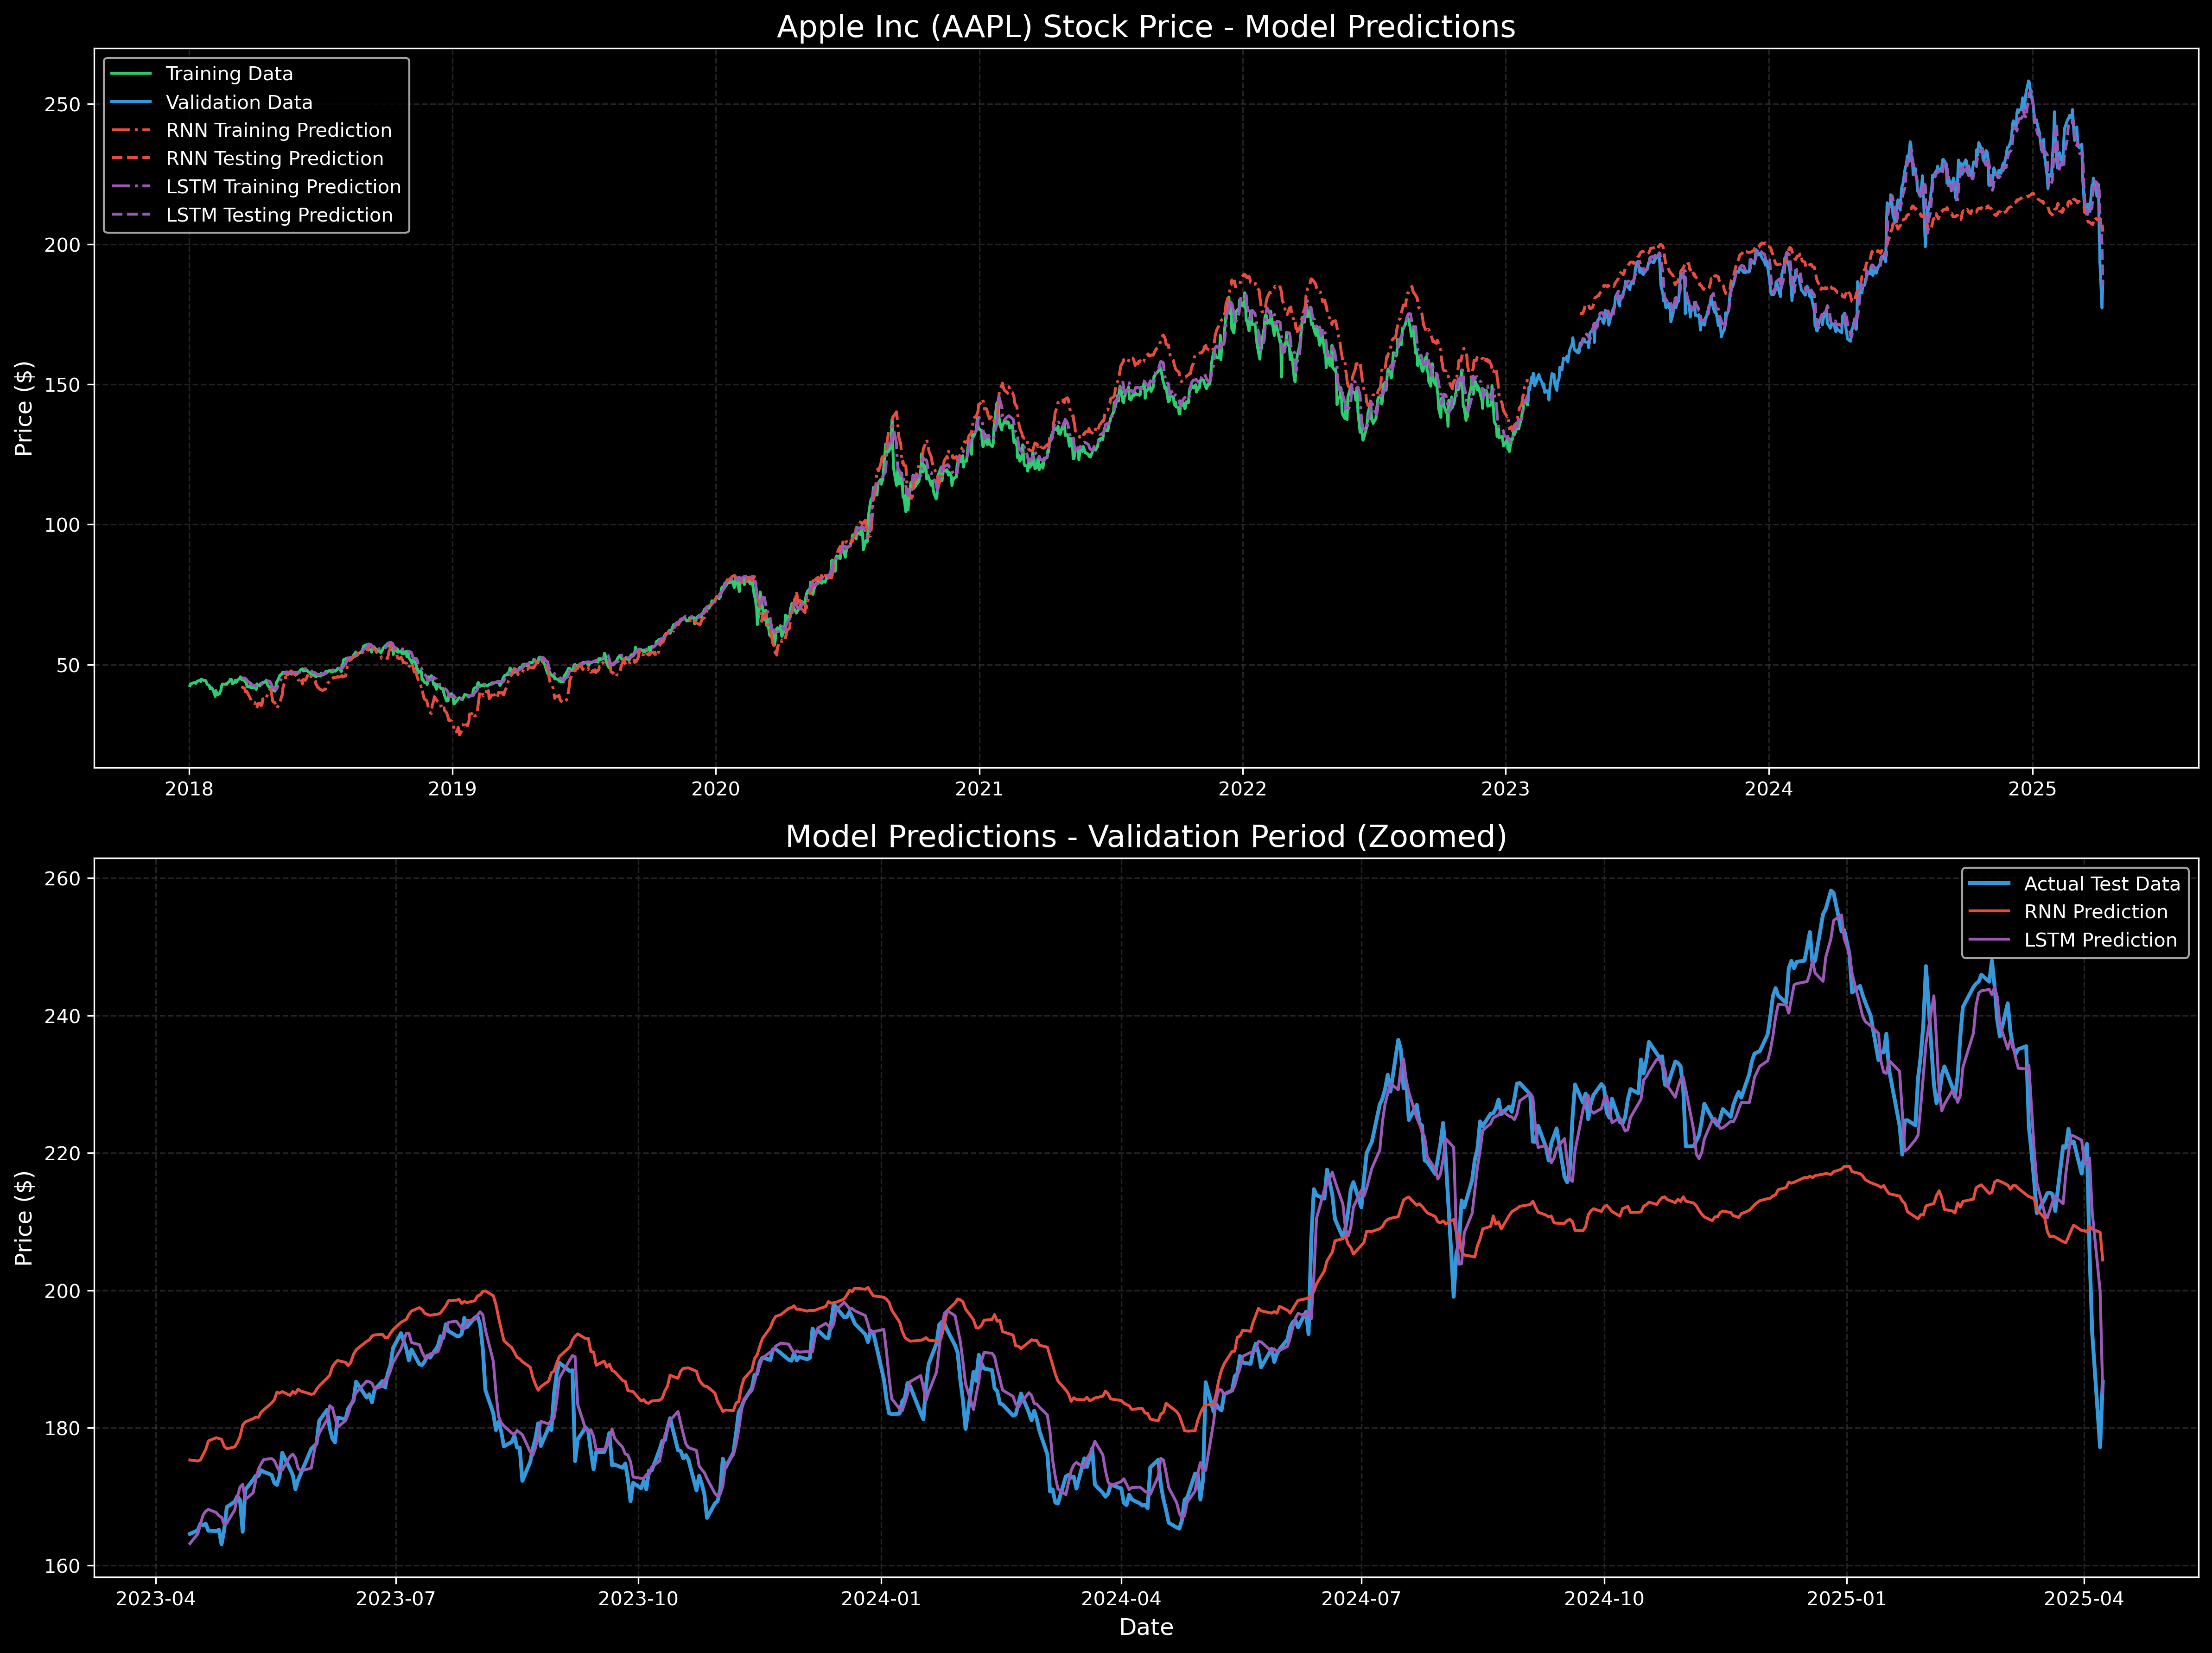 Apple Inc (AAPL) Stock Price - Model Predictions
Training Data
Validation Data
RNN Training Prediction
RNN Testing Prediction
LSTM Training Prediction
LSTM Testing Prediction
Price ($)
250
200
150
100
50
2018 2019 2020 2021 2022 2023 2024 2025
Model Predictions - Validation Period (Zoomed)
Actual Test Data
RNN Prediction
LSTM Prediction
Price ($)
260
240
220
200
180
160
2023-04 2023-07 2023-10 2024-01 2024-04 2024-07 2024-10 2025-01 2025-04
Date